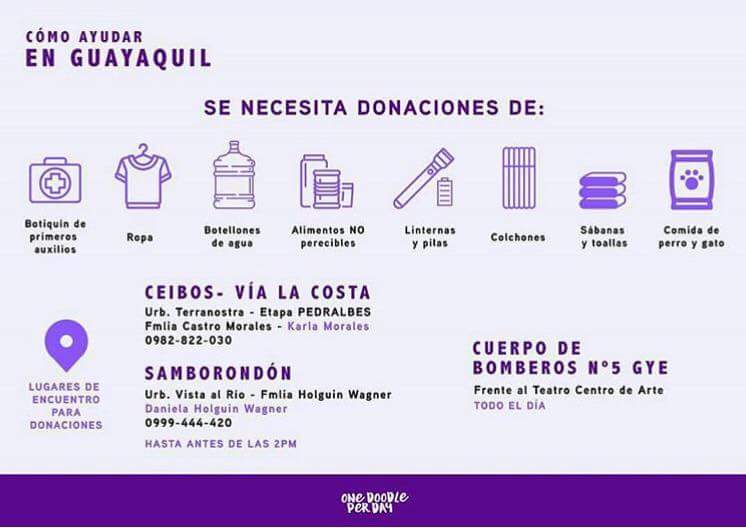 CÓMO AYUDAR
EN GUAYAQUIL
SE NECESITA DONACIONES DE:
Botiquín de
primeros
auxilios
Ropa
Botellones
de agua
Alimentos NO
perecibles
Linternas
y pilas
Colchones
Sábanas
y toallas
Comida de
perro y gato
LUGARES DE
ENCUENTRO
PARA
DONACIONES
CEIBOS- VÍA LA COSTA
Urb. Terranostra - Etapa PEDRALBES
Fmlia Castro Morales - Karla Morales
0982-822-030
SAMBORONDÓN
Urb. Vista al Río - Fmlia Holguin Wagner
Daniela Holguin Wagner
0999-444-420
HASTA ANTES DE LAS 2PM
CUERPO DE
BOMBEROS Nº5 GYE
Frente al Teatro Centro de Arte
TODO EL DÍA
ONE DOODLE
PER DAY